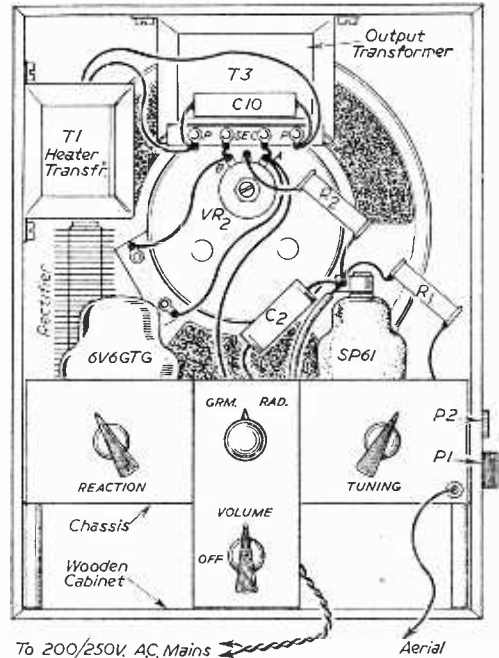 Output
Transformer
T3
C10
T1
Heater
Transfr.
P
SEC
P
B
A
VR2
R2
Rectifier
C2
R1
6V6GTG
SP61
GRM.
RAD.
P2
P1
REACTION
TUNING
VOLUME
OFF
Chassis
Wooden
Cabinet
To 200/250V. AC. Mains
Aerial